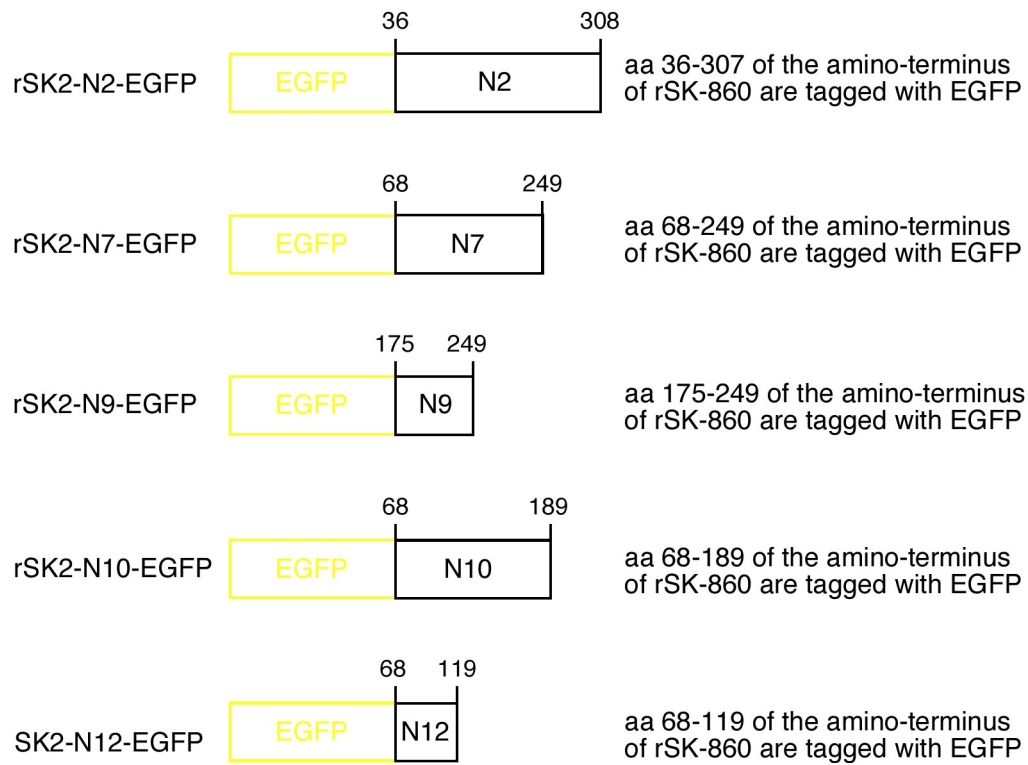 36 308
rSK2-N2-EGFP EGFP N2 aa 36-307 of the amino-terminus
of rSK-860 are tagged with EGFP
68 249
rSK2-N7-EGFP EGFP N7 aa 68-249 of the amino-terminus
of rSK-860 are tagged with EGFP
175 249
rSK2-N9-EGFP EGFP N9 aa 175-249 of the amino-terminus
of rSK-860 are tagged with EGFP
68 189
rSK2-N10-EGFP EGFP N10 aa 68-189 of the amino-terminus
of rSK-860 are tagged with EGFP
68 119
SK2-N12-EGFP EGFP N12 aa 68-119 of the amino-terminus
of rSK-860 are tagged with EGFP